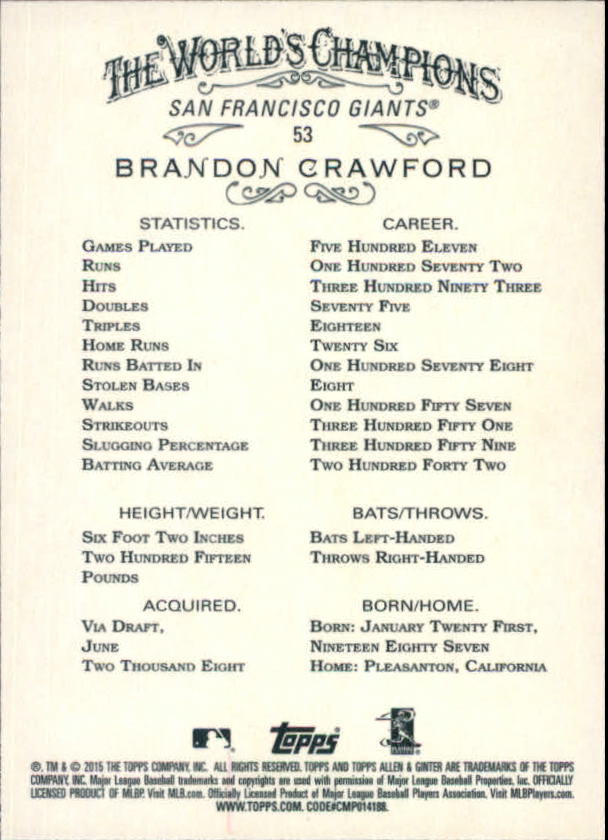 THE WORLD'S CHAMPIONS
SAN FRANCISCO GIANTS®
53
BRANDON CRAWFORD
STATISTICS. CAREER.
GAMES PLAYED FIVE HUNDRED ELEVEN
RUNS ONE HUNDRED SEVENTY TWO
HITS THREE HUNDRED NINETY THREE
DOUBLES SEVENTY FIVE
TRIPLES EIGHTEEN
HOME RUNS TWENTY SIX
RUNS BATTED IN ONE HUNDRED SEVENTY EIGHT
STOLEN BASES EIGHT
WALKS ONE HUNDRED FIFTY SEVEN
STRIKEOUTS THREE HUNDRED FIFTY ONE
SLUGGING PERCENTAGE THREE HUNDRED FIFTY NINE
BATTING AVERAGE TWO HUNDRED FORTY TWO
HEIGHT/WEIGHT. BATS/THROWS.
SIX FOOT TWO INCHES BATS LEFT-HANDED
TWO HUNDRED FIFTEEN THROWS RIGHT-HANDED
POUNDS
ACQUIRED. BORN/HOME.
VIA DRAFT, BORN: JANUARY TWENTY FIRST,
JUNE NINETEEN EIGHTY SEVEN
TWO THOUSAND EIGHT HOME: PLEASANTON, CALIFORNIA
topps
®, TM & © 2015 THE TOPPS COMPANY, INC. ALL RIGHTS RESERVED. TOPPS AND TOPPS ALLEN & GINTER ARE TRADEMARKS OF THE TOPPS
COMPANY, INC. Major League Baseball trademarks and copyrights are used with permission of Major League Baseball Properties, Inc. OFFICIALLY
LICENSED PRODUCT OF MLBP. Visit MLB.com. Officially Licensed Product of Major League Baseball Players Association. Visit MLBPlayers.com.
WWW.TOPPS.COM. CODE#CMP014188.